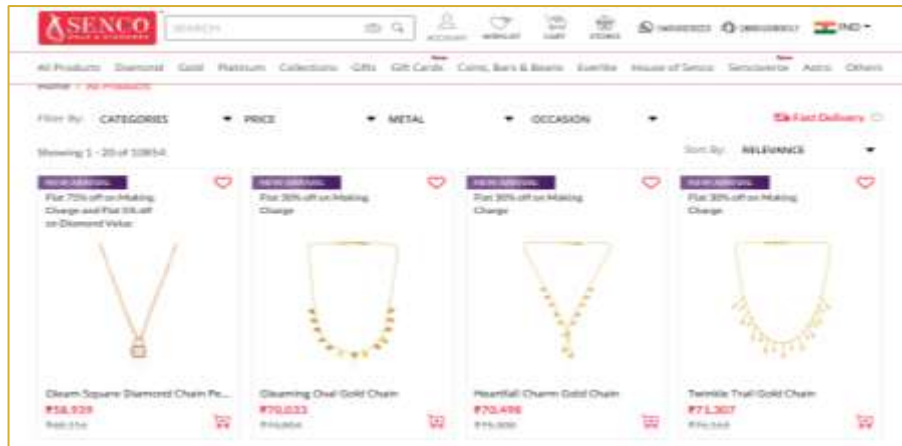 SENCO
GOLD & DIAMONDS
SEARCH
ACCOUNT WISHLIST CART STORES IND
New New
All Products Diamond Gold Platinum Collections Gifts Gift Cards Coins, Bars & Beans Everlite House of Senco Sencoverse Astro Others
Home / All Products
Filter By: CATEGORIES PRICE METAL OCCASION Fast Delivery
Showing 1 - 20 of 10854
Sort By: RELEVANCE
NEW ARRIVAL NEW ARRIVAL NEW ARRIVAL NEW ARRIVAL
Flat 75% off on Making Flat 30% off on Making Flat 30% off on Making Flat 30% off on Making
Charge and Flat 5% off Charge Charge Charge
on Diamond Value
Gleam Square Diamond Chain Pe... Gleaming Oval Gold Chain Heartfall Charm Gold Chain Twinkle Trail Gold Chain
₹58,939 ₹70,033 ₹70,498 ₹71,307